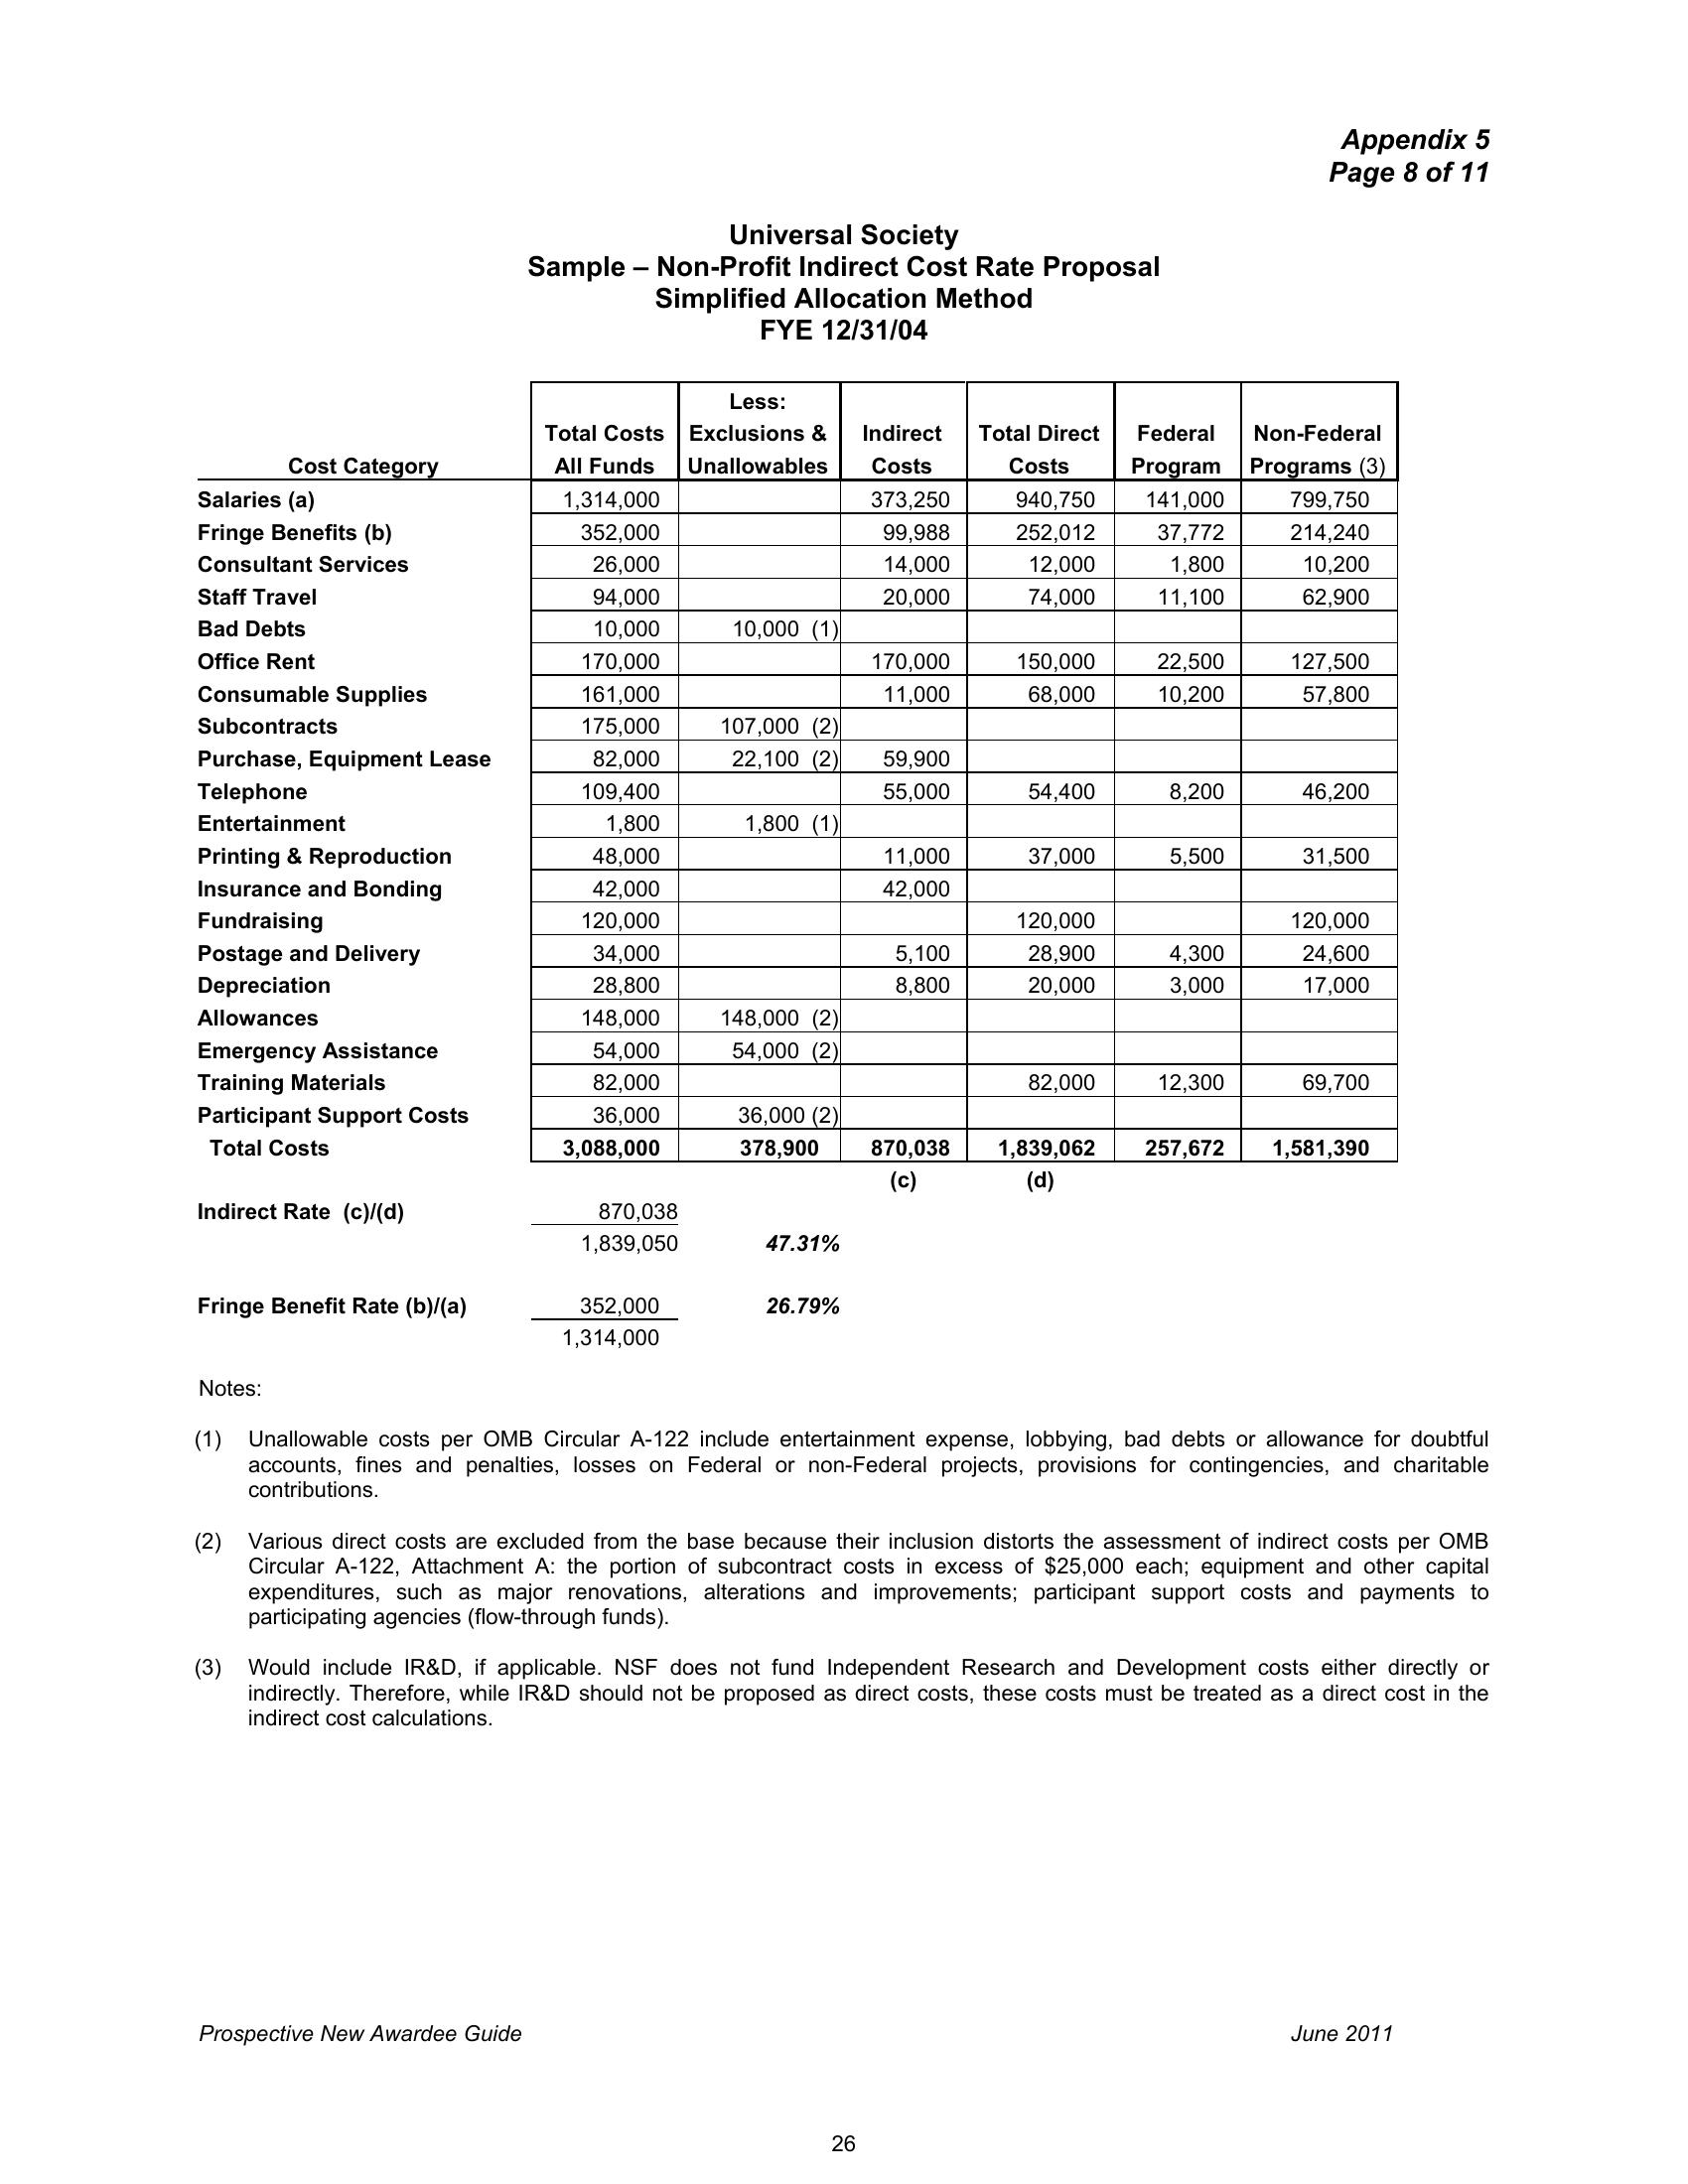 Appendix 5
Page 8 of 11
Universal Society
Sample – Non-Profit Indirect Cost Rate Proposal
Simplified Allocation Method
FYE 12/31/04
Less:
Total Costs Exclusions & Indirect Total Direct Federal Non-Federal
Cost Category All Funds Unallowables Costs Costs Program Programs (3)
Salaries (a) 1,314,000 373,250 940,750 141,000 799,750
Fringe Benefits (b) 352,000 99,988 252,012 37,772 214,240
Consultant Services 26,000 14,000 12,000 1,800 10,200
Staff Travel 94,000 20,000 74,000 11,100 62,900
Bad Debts 10,000 10,000 (1)
Office Rent 170,000 170,000 150,000 22,500 127,500
Consumable Supplies 161,000 11,000 68,000 10,200 57,800
Subcontracts 175,000 107,000 (2)
Purchase, Equipment Lease 82,000 22,100 (2) 59,900
Telephone 109,400 55,000 54,400 8,200 46,200
Entertainment 1,800 1,800 (1)
Printing & Reproduction 48,000 11,000 37,000 5,500 31,500
Insurance and Bonding 42,000 42,000
Fundraising 120,000 120,000 120,000
Postage and Delivery 34,000 5,100 28,900 4,300 24,600
Depreciation 28,800 8,800 20,000 3,000 17,000
Allowances 148,000 148,000 (2)
Emergency Assistance 54,000 54,000 (2)
Training Materials 82,000 82,000 12,300 69,700
Participant Support Costs 36,000 36,000 (2)
Total Costs 3,088,000 378,900 870,038 1,839,062 257,672 1,581,390
(c) (d)
Indirect Rate (c)/(d) 870,038
1,839,050 47.31%
Fringe Benefit Rate (b)/(a) 352,000 26.79%
1,314,000
Notes:
(1) Unallowable costs per OMB Circular A-122 include entertainment expense, lobbying, bad debts or allowance for doubtful
accounts, fines and penalties, losses on Federal or non-Federal projects, provisions for contingencies, and charitable
contributions.
(2) Various direct costs are excluded from the base because their inclusion distorts the assessment of indirect costs per OMB
Circular A-122, Attachment A: the portion of subcontract costs in excess of $25,000 each; equipment and other capital
expenditures, such as major renovations, alterations and improvements; participant support costs and payments to
participating agencies (flow-through funds).
(3) Would include IR&D, if applicable. NSF does not fund Independent Research and Development costs either directly or
indirectly. Therefore, while IR&D should not be proposed as direct costs, these costs must be treated as a direct cost in the
indirect cost calculations.
Prospective New Awardee Guide June 2011
26